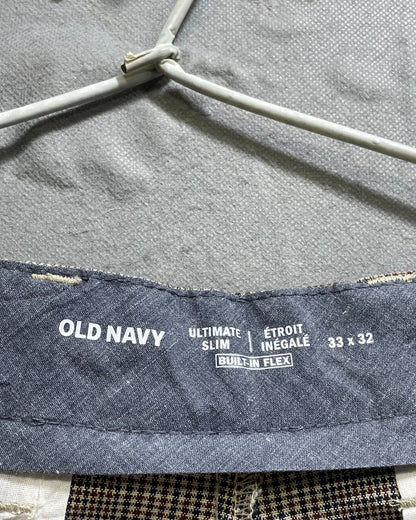 OLD NAVY
ULTIMATE SLIM | ÉTROIT INÉGALÉ
BUILT-IN FLEX
33 x 32